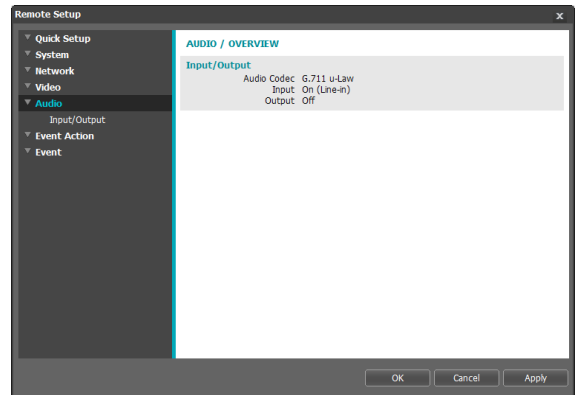 Remote Setup x
Quick Setup
System
Network
Video
Audio
Input/Output
Event Action
Event
AUDIO / OVERVIEW
Input/Output
Audio Codec G.711 u-Law
Input On (Line-in)
Output Off
OK Cancel Apply